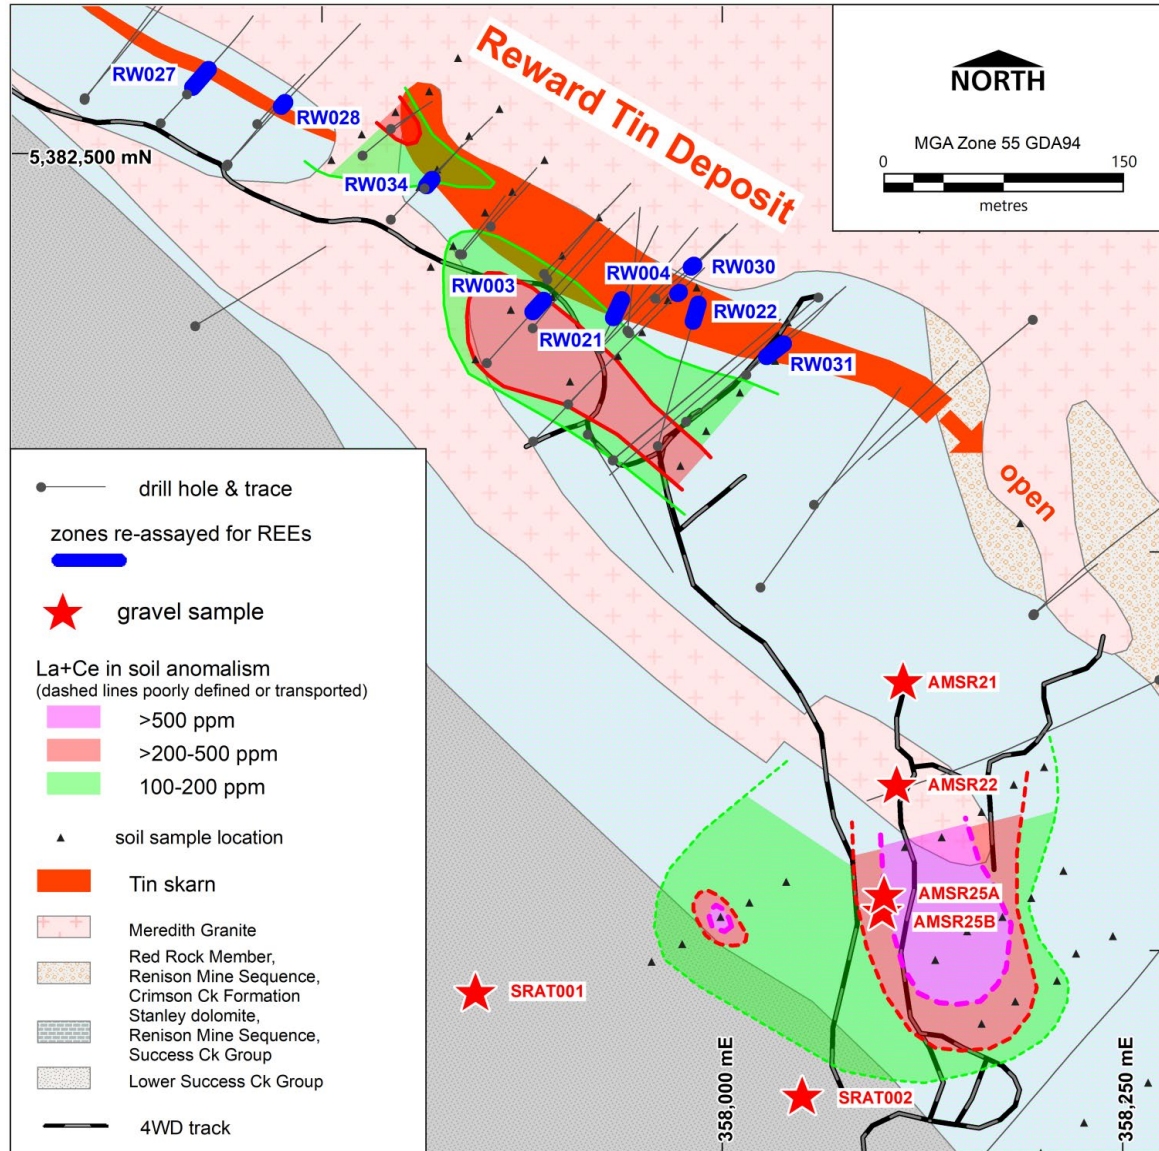 Reward Tin Deposit
NORTH
MGA Zone 55 GDA94
0 150
metres
RW027
RW028
5,382,500 mN
RW034
RW030
RW004
RW003
RW022
RW021
RW031
open
drill hole & trace
zones re-assayed for REEs
gravel sample
La+Ce in soil anomalism
(dashed lines poorly defined or transported)
>500 ppm
>200-500 ppm
100-200 ppm
soil sample location
Tin skarn
Meredith Granite
Red Rock Member,
Renison Mine Sequence,
Crimson Ck Formation
Stanley dolomite,
Renison Mine Sequence,
Success Ck Group
Lower Success Ck Group
4WD track
AMSR21
AMSR22
AMSR25A
AMSR25B
SRAT001
SRAT002
358,000 mE
358,250 mE